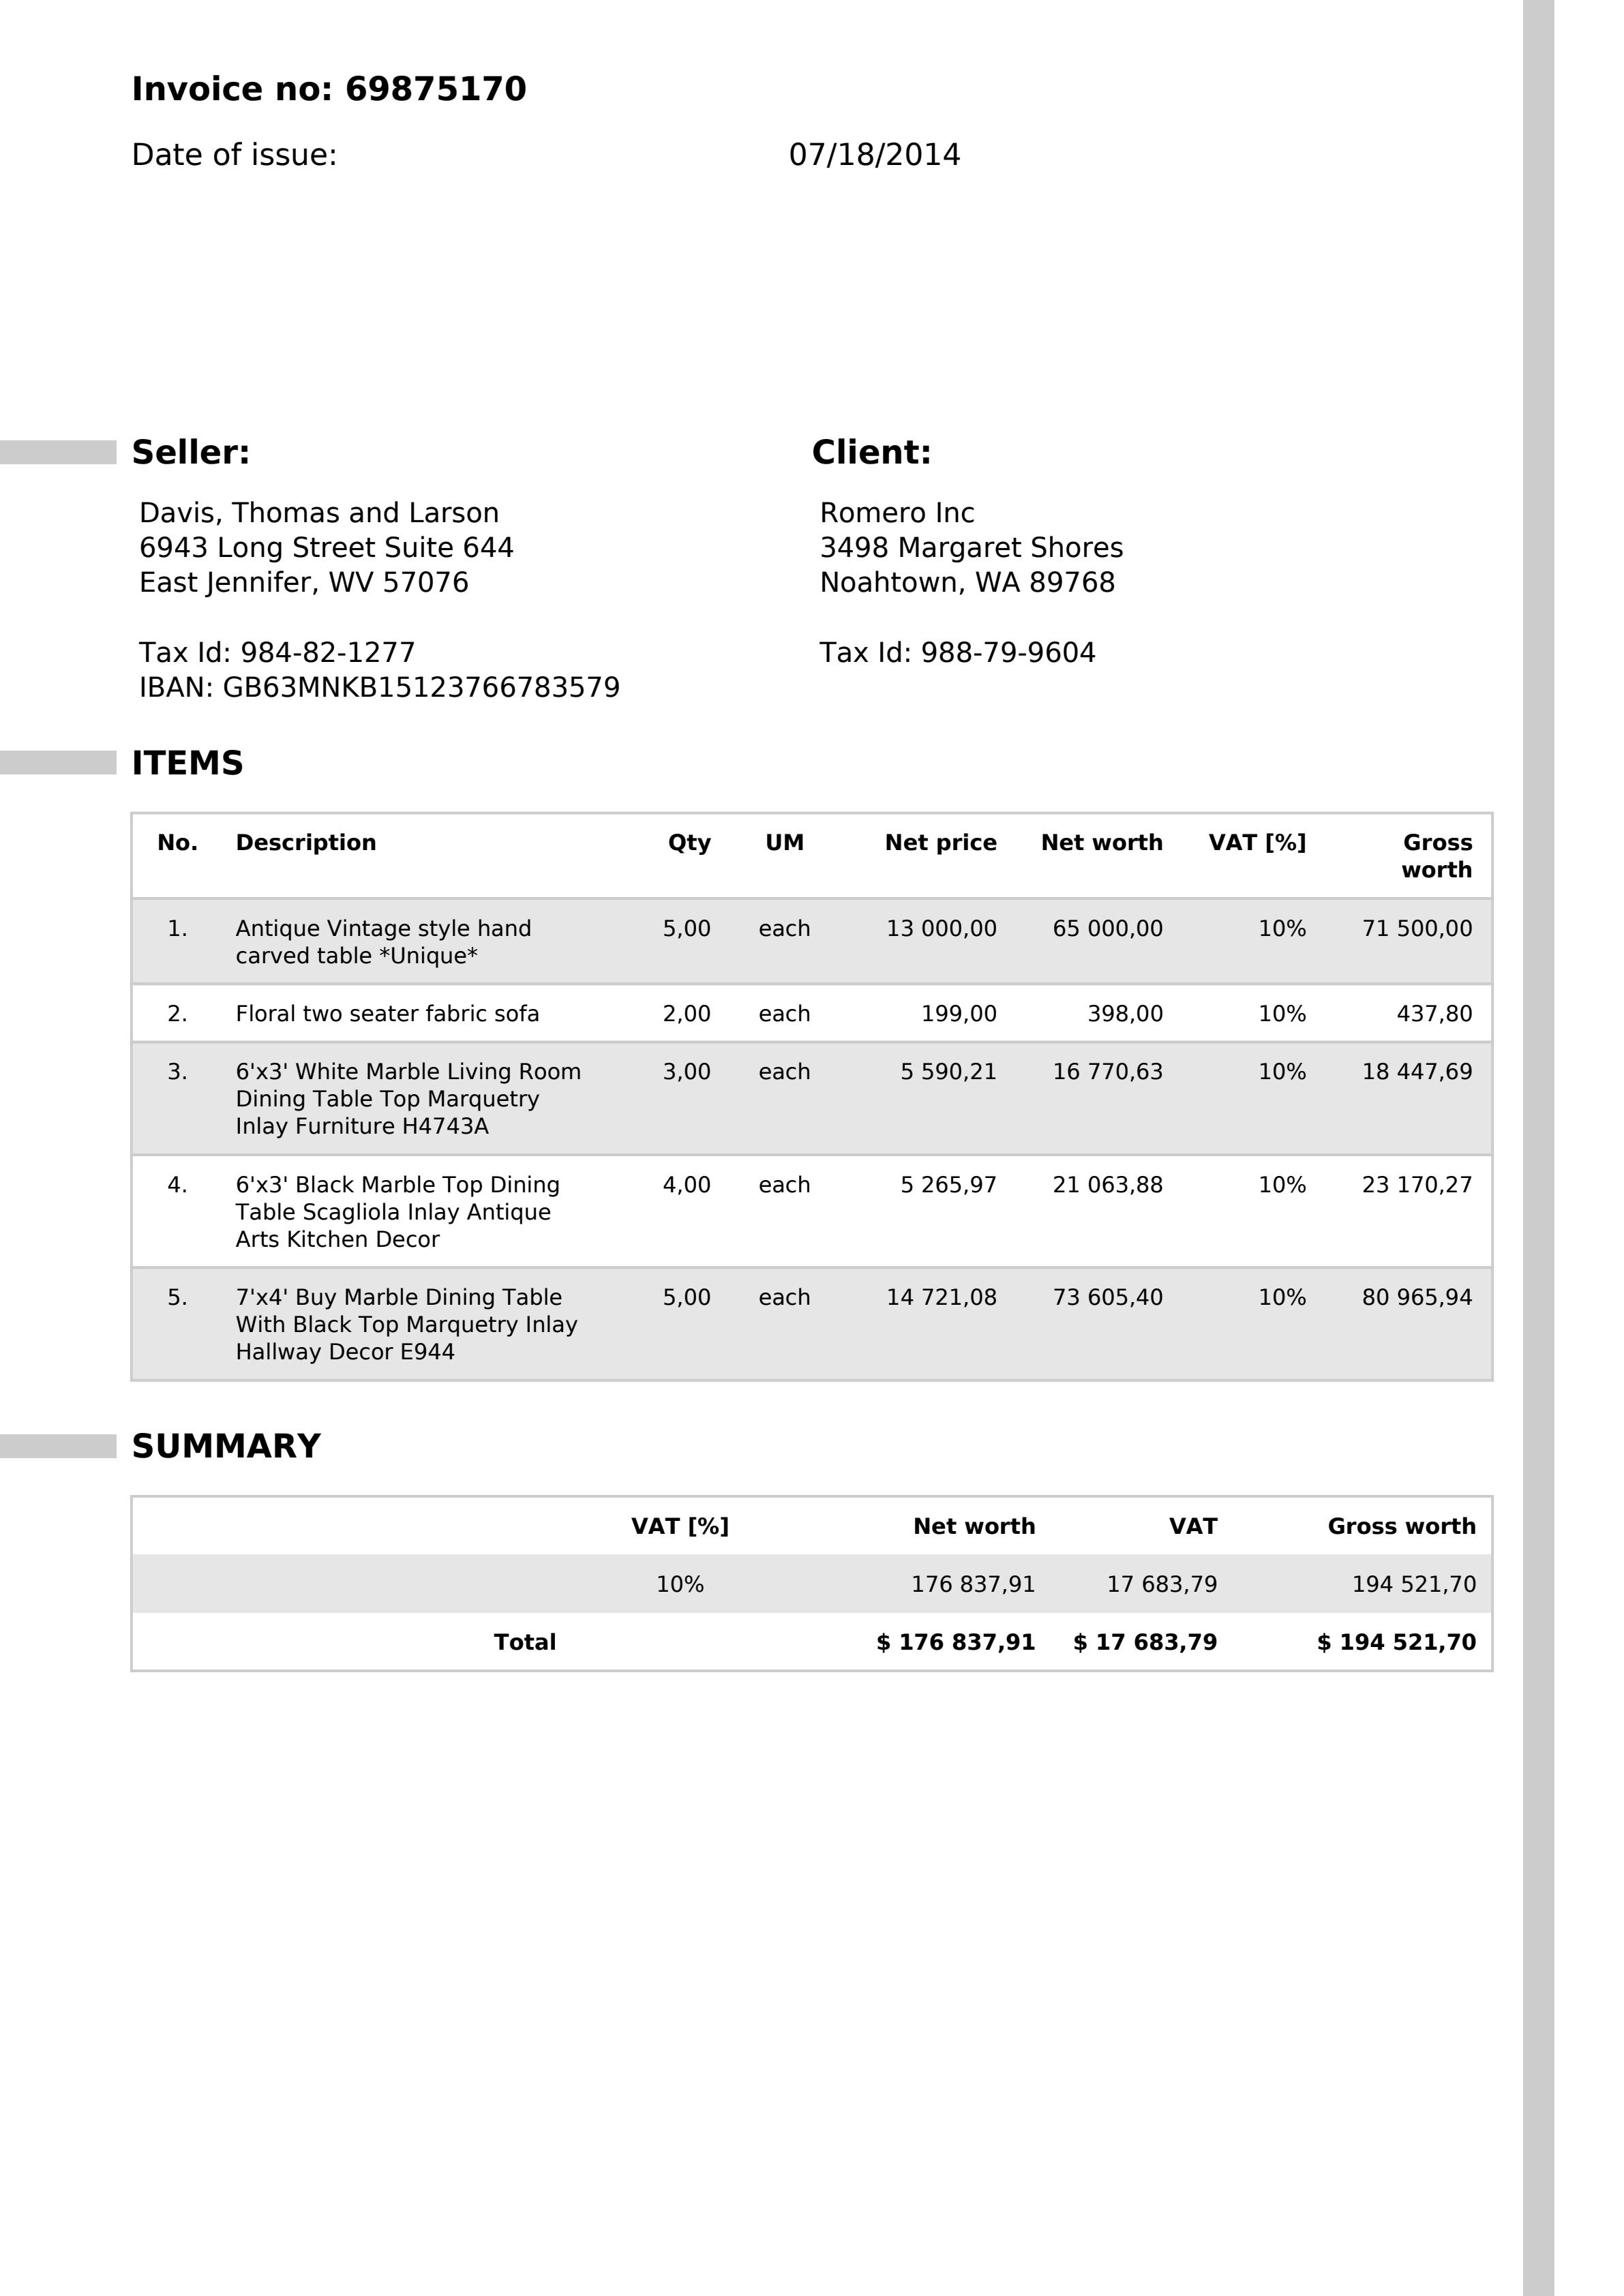 Invoice no: 69875170
Date of issue: 07/18/2014
Seller: Client:
Davis, Thomas and Larson Romero Inc
6943 Long Street Suite 644 3498 Margaret Shores
East Jennifer, WV 57076 Noahtown, WA 89768
Tax Id: 984-82-1277 Tax Id: 988-79-9604
IBAN: GB63MNKB15123766783579
ITEMS
No. Description Qty UM Net price Net worth VAT [%] Gross
worth
1. Antique Vintage style hand 5,00 each 13 000,00 65 000,00 10% 71 500,00
carved table *Unique*
2. Floral two seater fabric sofa 2,00 each 199,00 398,00 10% 437,80
3. 6'x3' White Marble Living Room 3,00 each 5 590,21 16 770,63 10% 18 447,69
Dining Table Top Marquetry
Inlay Furniture H4743A
4. 6'x3' Black Marble Top Dining 4,00 each 5 265,97 21 063,88 10% 23 170,27
Table Scagliola Inlay Antique
Arts Kitchen Decor
5. 7'x4' Buy Marble Dining Table 5,00 each 14 721,08 73 605,40 10% 80 965,94
With Black Top Marquetry Inlay
Hallway Decor E944
SUMMARY
VAT [%] Net worth VAT Gross worth
10% 176 837,91 17 683,79 194 521,70
Total $ 176 837,91 $ 17 683,79 $ 194 521,70